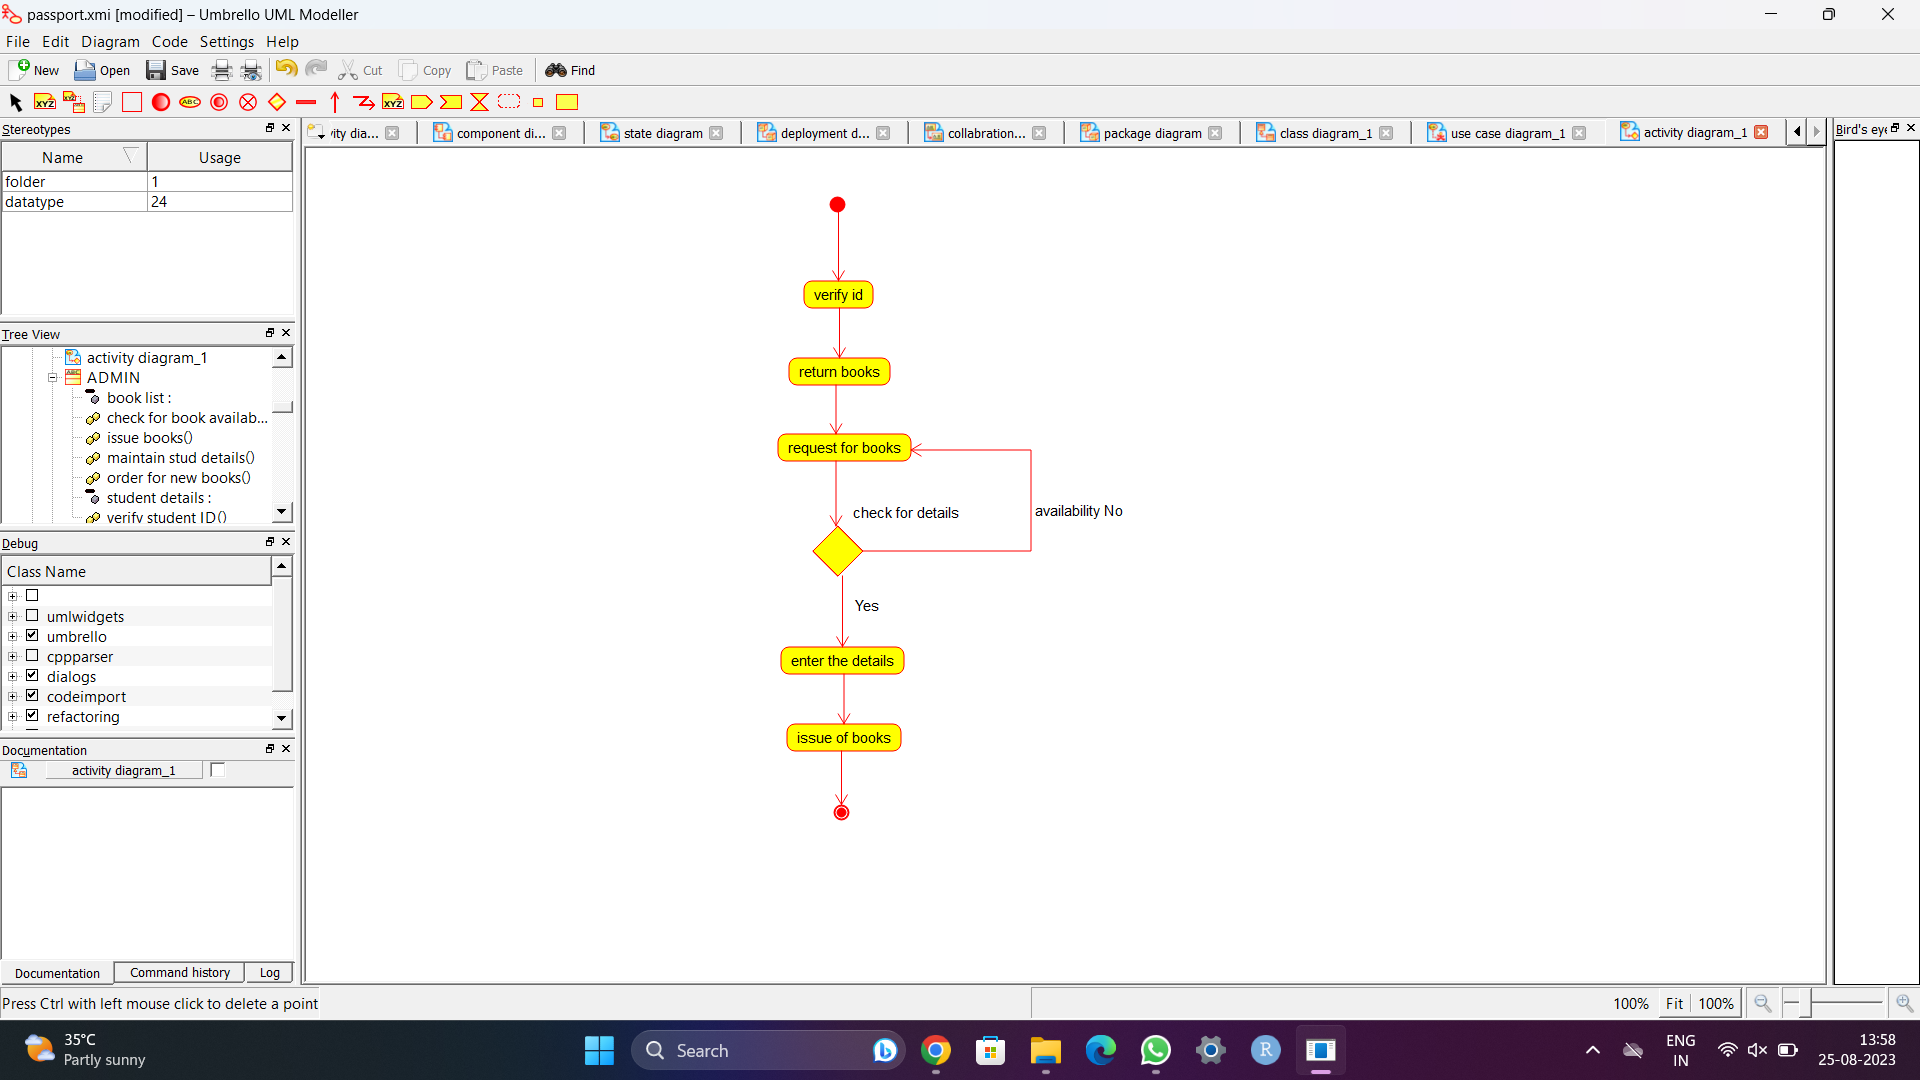 passport.xmi [modified] – Umbrello UML Modeller
File Edit Diagram Code Settings Help
New Open Save Cut Copy Paste Find
XYZ XYZ ABC XYZ
Stereotypes
Name Usage
folder 1
datatype 24
Tree View
activity diagram_1
ADMIN
book list :
check for book availab...
issue books()
maintain stud details()
order for new books()
student details :
verify student ID()
Debug
Class Name
umlwidgets
umbrello
cppparser
dialogs
codeimport
refactoring
Documentation
activity diagram_1
Documentation Command history Log
ity dia... component di... state diagram deployment d... collabration... package diagram class diagram_1 use case diagram_1 activity diagram_1
Bird's eye
verify id
return books
request for books
check for details
availability No
Yes
enter the details
issue of books
Press Ctrl with left mouse click to delete a point
100% Fit 100%
35°C
Partly sunny
Search
R
ENG
IN
13:58
25-08-2023